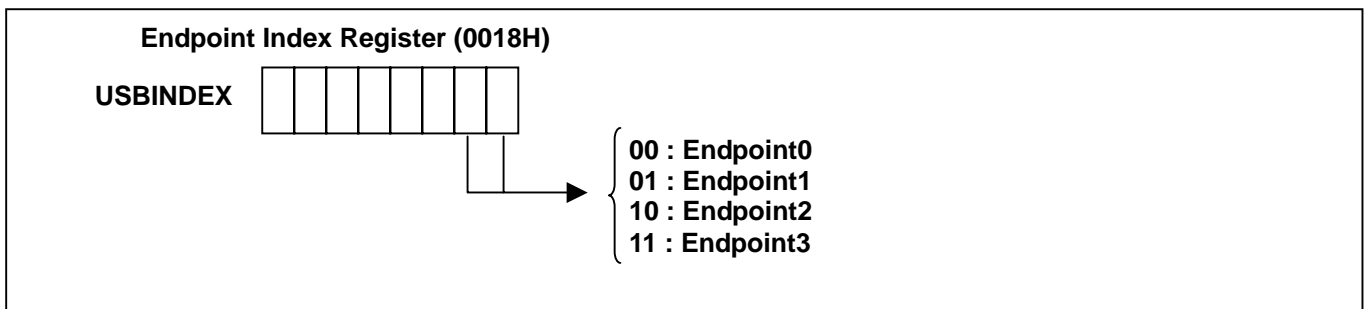 Endpoint Index Register (0018H)
USBINDEX
00 : Endpoint0
01 : Endpoint1
10 : Endpoint2
11 : Endpoint3